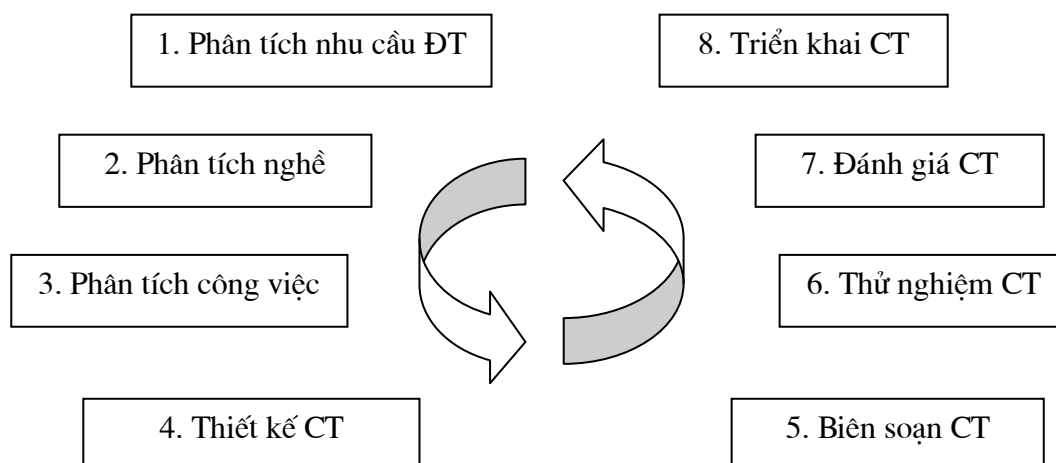 1. Phân tích nhu cầu ĐT
2. Phân tích nghề
3. Phân tích công việc
4. Thiết kế CT
5. Biên soạn CT
6. Thử nghiệm CT
7. Đánh giá CT
8. Triển khai CT